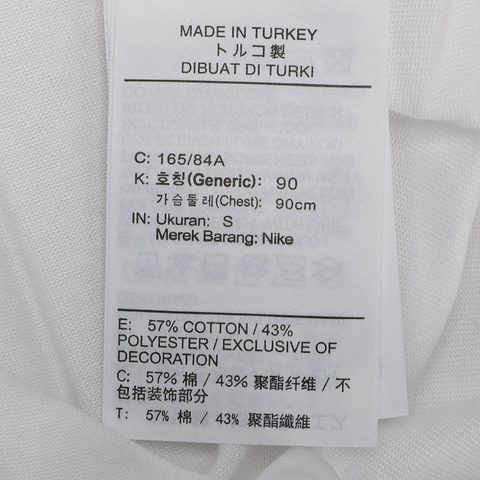 MADE IN TURKEY
トルコ製
DIBUAT DI TURKI
C: 165/84A
K: 호칭(Generic): 90
가슴둘레(Chest): 90cm
IN: Ukuran: S
Merek Barang: Nike
E: 57% COTTON / 43%
POLYESTER / EXCLUSIVE OF
DECORATION
C: 57% 棉 / 43% 聚酯纤维 / 不
包括装饰部分
T: 57% 棉 / 43% 聚酯纖維